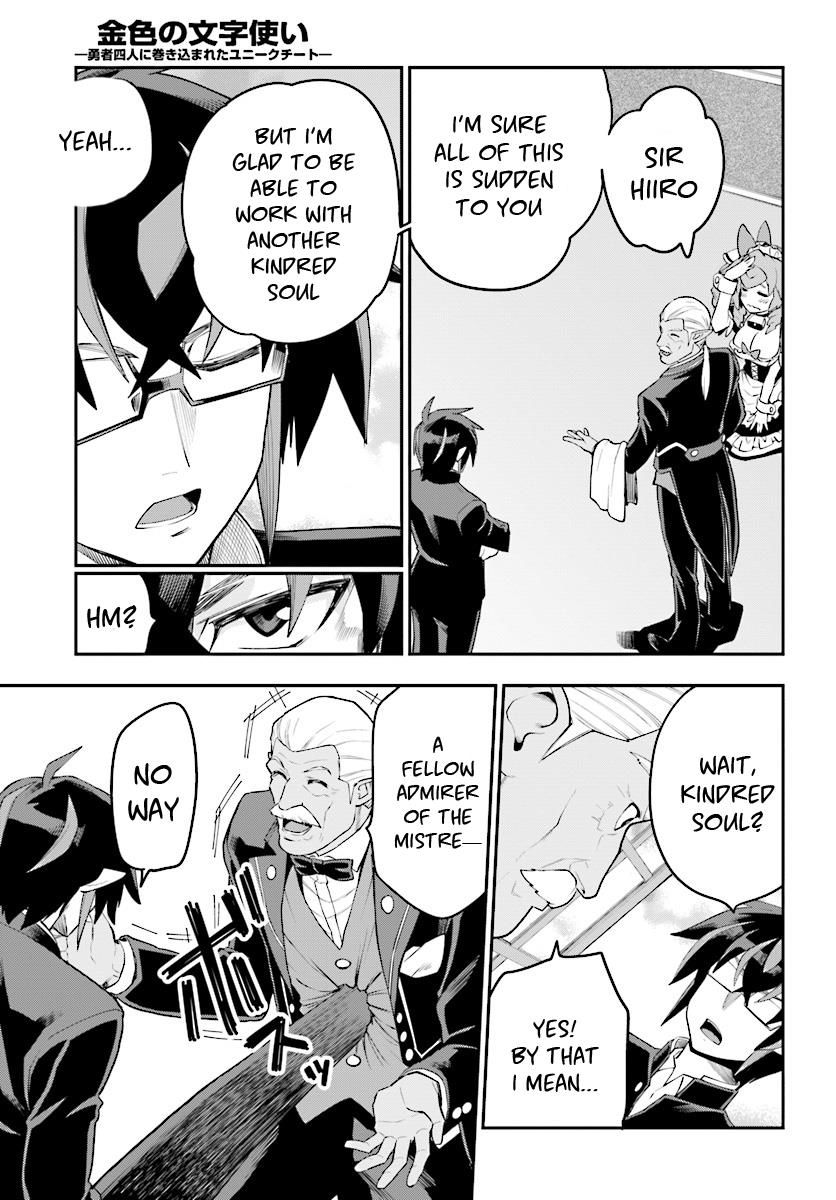 金色の文字使い
―勇者四人に巻き込まれたユニークチート―
SIR
HIIRO
I'M SURE
ALL OF THIS
IS SUDDEN
TO YOU
BUT I'M
GLAD TO BE
ABLE TO
WORK WITH
ANOTHER
KINDRED
SOUL
YEAH...
HM?
WAIT,
KINDRED
SOUL?
YES!
BY THAT
I MEAN...
A
FELLOW
ADMIRER
OF THE
MISTRE—
NO
WAY
ボスッ